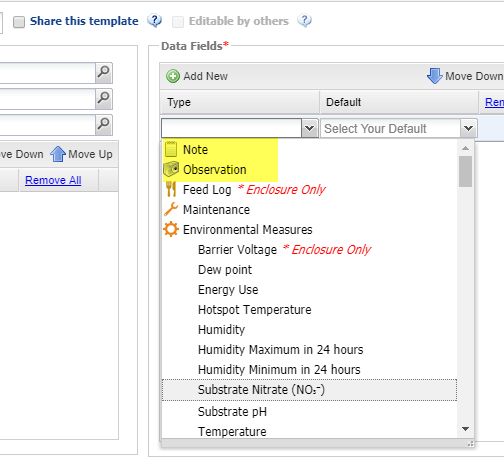 Share this template
Editable by others
Data Fields*
Add New
Move Down
Type
Default
Select Your Default
Move Up
Remove All
Note
Observation
Feed Log * Enclosure Only
Maintenance
Environmental Measures
Barrier Voltage * Enclosure Only
Dew point
Energy Use
Hotspot Temperature
Humidity
Humidity Maximum in 24 hours
Humidity Minimum in 24 hours
Substrate Nitrate (NO₃⁻)
Substrate pH
Temperature